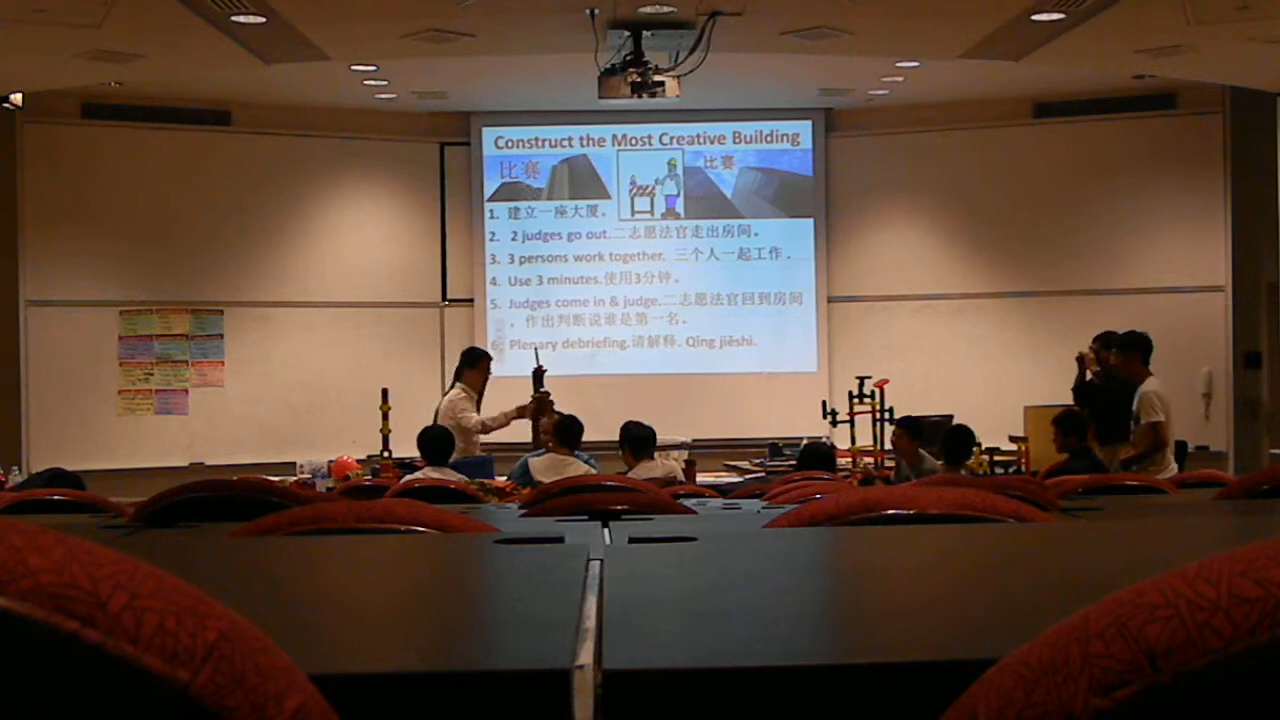 Construct the Most Creative Building
比赛
比赛
1. 建立一座大厦。
2. 2 judges go out.二志愿法官走出房间。
3. 3 persons work together. 三个人一起工作.
4. Use 3 minutes.使用3分钟。
5. Judges come in & judge.二志愿法官回到房间
。作出判断说谁是第一名。
6. Plenary debriefing.请解释. Qǐng jiěshì.